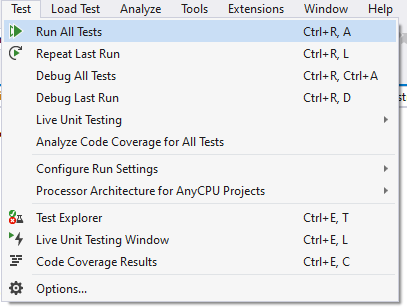 Test Load Test Analyze Tools Extensions Window Help
Run All Tests Ctrl+R, A
Repeat Last Run Ctrl+R, L
Debug All Tests Ctrl+R, Ctrl+A
Debug Last Run Ctrl+R, D
Live Unit Testing
Analyze Code Coverage for All Tests
Configure Run Settings
Processor Architecture for AnyCPU Projects
Test Explorer Ctrl+E, T
Live Unit Testing Window Ctrl+E, L
Code Coverage Results Ctrl+E, C
Options...